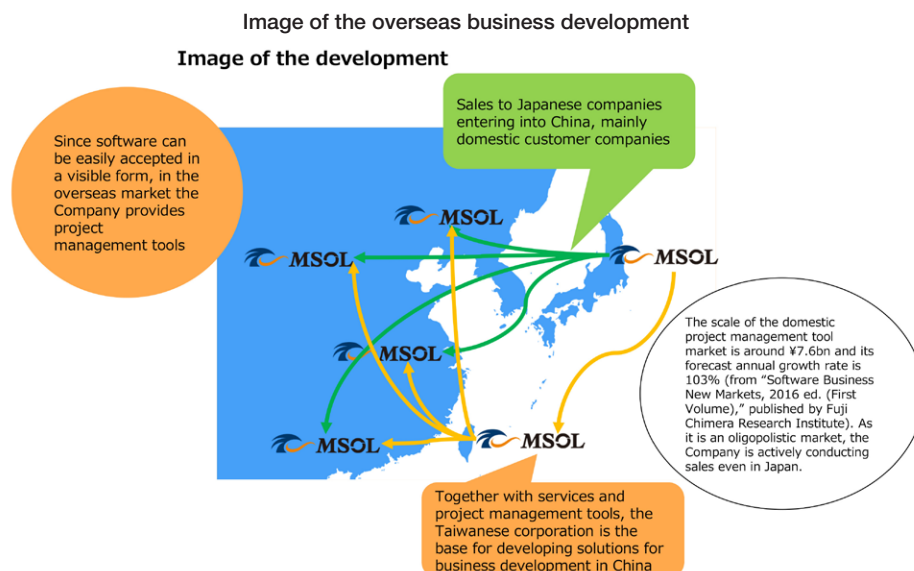 Image of the overseas business development
Image of the development
Sales to Japanese companies
entering into China, mainly
domestic customer companies
Since software can
be easily accepted in
a visible form, in the
overseas market the
Company provides
project
management tools
MSOL
MSOL
MSOL
MSOL
MSOL
MSOL
The scale of the domestic
project management tool
market is around ¥7.6bn and its
forecast annual growth rate is
103% (from “Software Business
New Markets, 2016 ed. (First
Volume),” published by Fuji
Chimera Research Institute). As
it is an oligopolistic market, the
Company is actively conducting
sales even in Japan.
Together with services and
project management tools, the
Taiwanese corporation is the
base for developing solutions for
business development in China